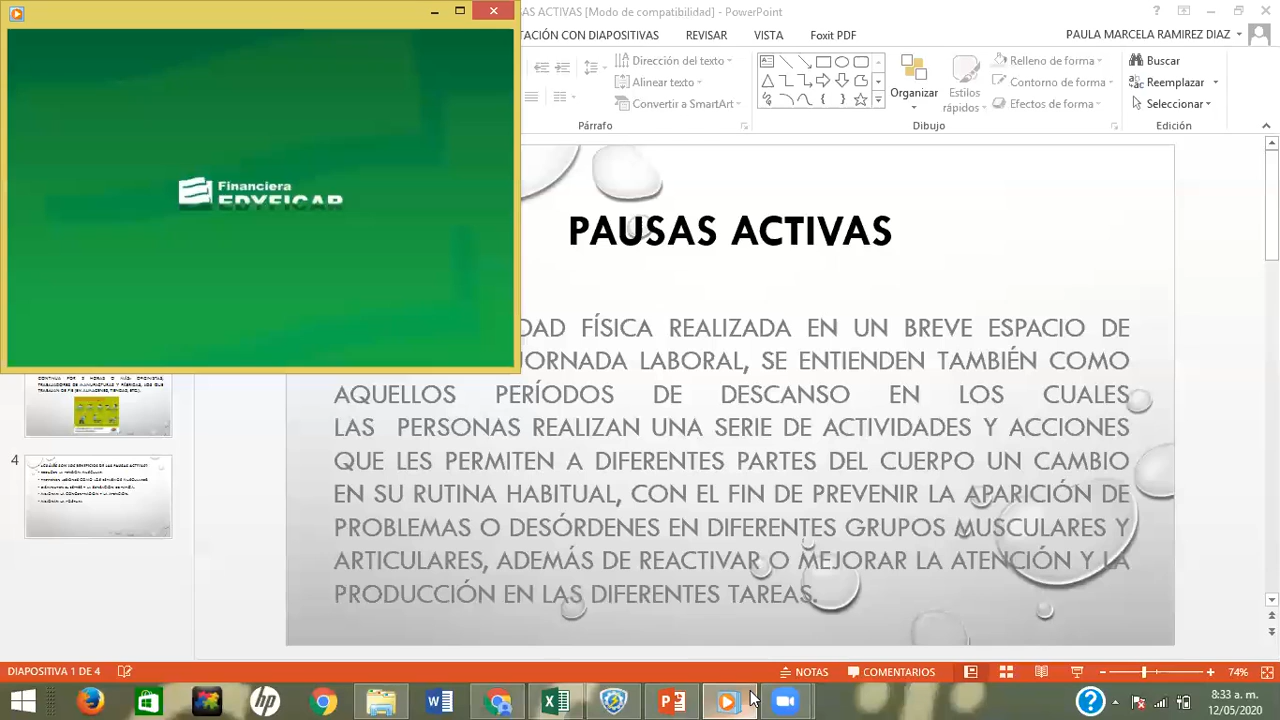 SAS ACTIVAS [Modo de compatibilidad] - PowerPoint
TACIÓN CON DIAPOSITIVAS REVISAR VISTA Foxit PDF
PAULA MARCELA RAMIREZ DIAZ
Dirección del texto
Alinear texto
Convertir a SmartArt
Párrafo
Organizar
Estilos rápidos
Relleno de forma
Contorno de forma
Efectos de forma
Dibujo
Buscar
Reemplazar
Seleccionar
Edición
Financiera
EDYFICAR
PAUSAS ACTIVAS
DAD FÍSICA REALIZADA EN UN BREVE ESPACIO DE
JORNADA LABORAL, SE ENTIENDEN TAMBIÉN COMO
AQUELLOS PERÍODOS DE DESCANSO EN LOS CUALES
LAS PERSONAS REALIZAN UNA SERIE DE ACTIVIDADES Y ACCIONES
QUE LES PERMITEN A DIFERENTES PARTES DEL CUERPO UN CAMBIO
EN SU RUTINA HABITUAL, CON EL FIN DE PREVENIR LA APARICIÓN DE
PROBLEMAS O DESÓRDENES EN DIFERENTES GRUPOS MUSCULARES Y
ARTICULARES, ADEMÁS DE REACTIVAR O MEJORAR LA ATENCIÓN Y LA
PRODUCCIÓN EN LAS DIFERENTES TAREAS.
4
DIAPOSITIVA 1 DE 4
NOTAS
COMENTARIOS
74%
8:33 a. m.
12/05/2020